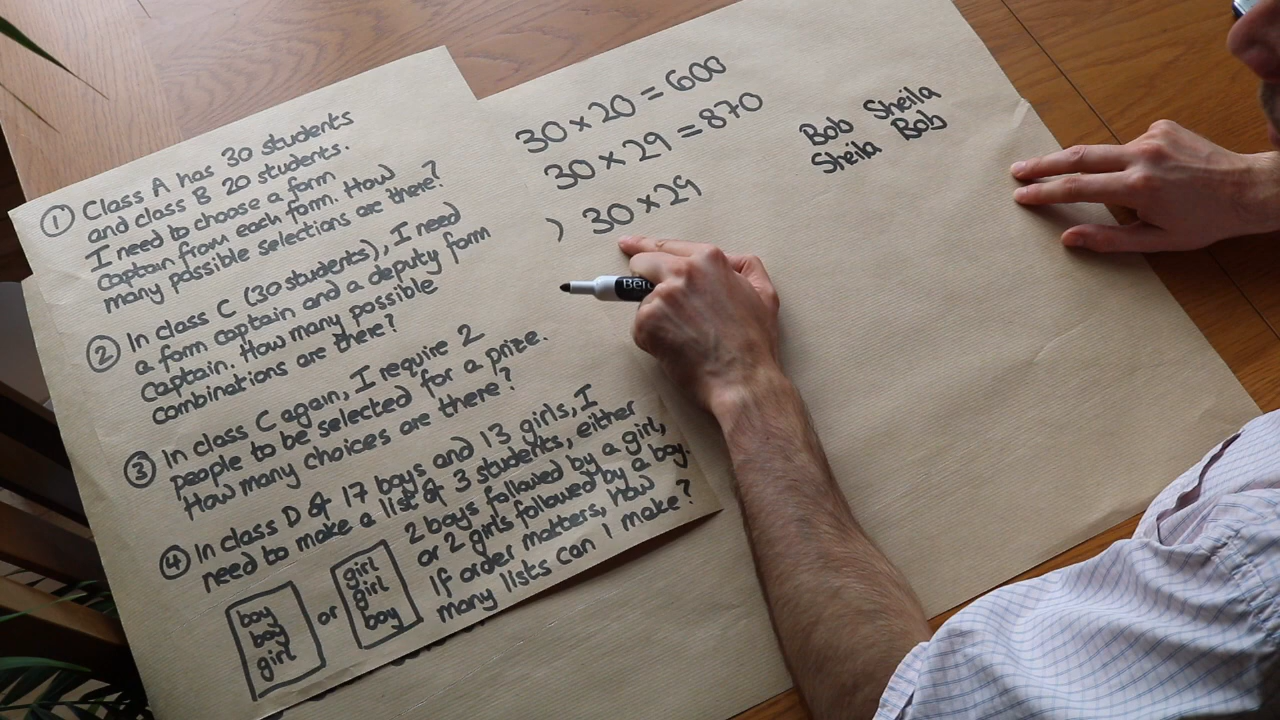 ① Class A has 30 students
and class B 20 students.
I need to choose a form
captain from each form. How
many possible selections are there?
② In class C (30 students), I need
a form captain and a deputy form
captain. How many possible
combinations are there?
③ In class C again, I require 2
people to be selected for a prize.
How many choices are there?
④ In class D of 17 boys and 13 girls, I
need to make a list of 3 students, either
2 boys followed by a girl,
or 2 girls followed by a boy.
If order matters, how
many lists can I make?
boy
boy
girl
or
girl
girl
boy
30 × 20 = 600
30 × 29 = 870
) 30 × 29
Bob Sheila
Sheila Bob